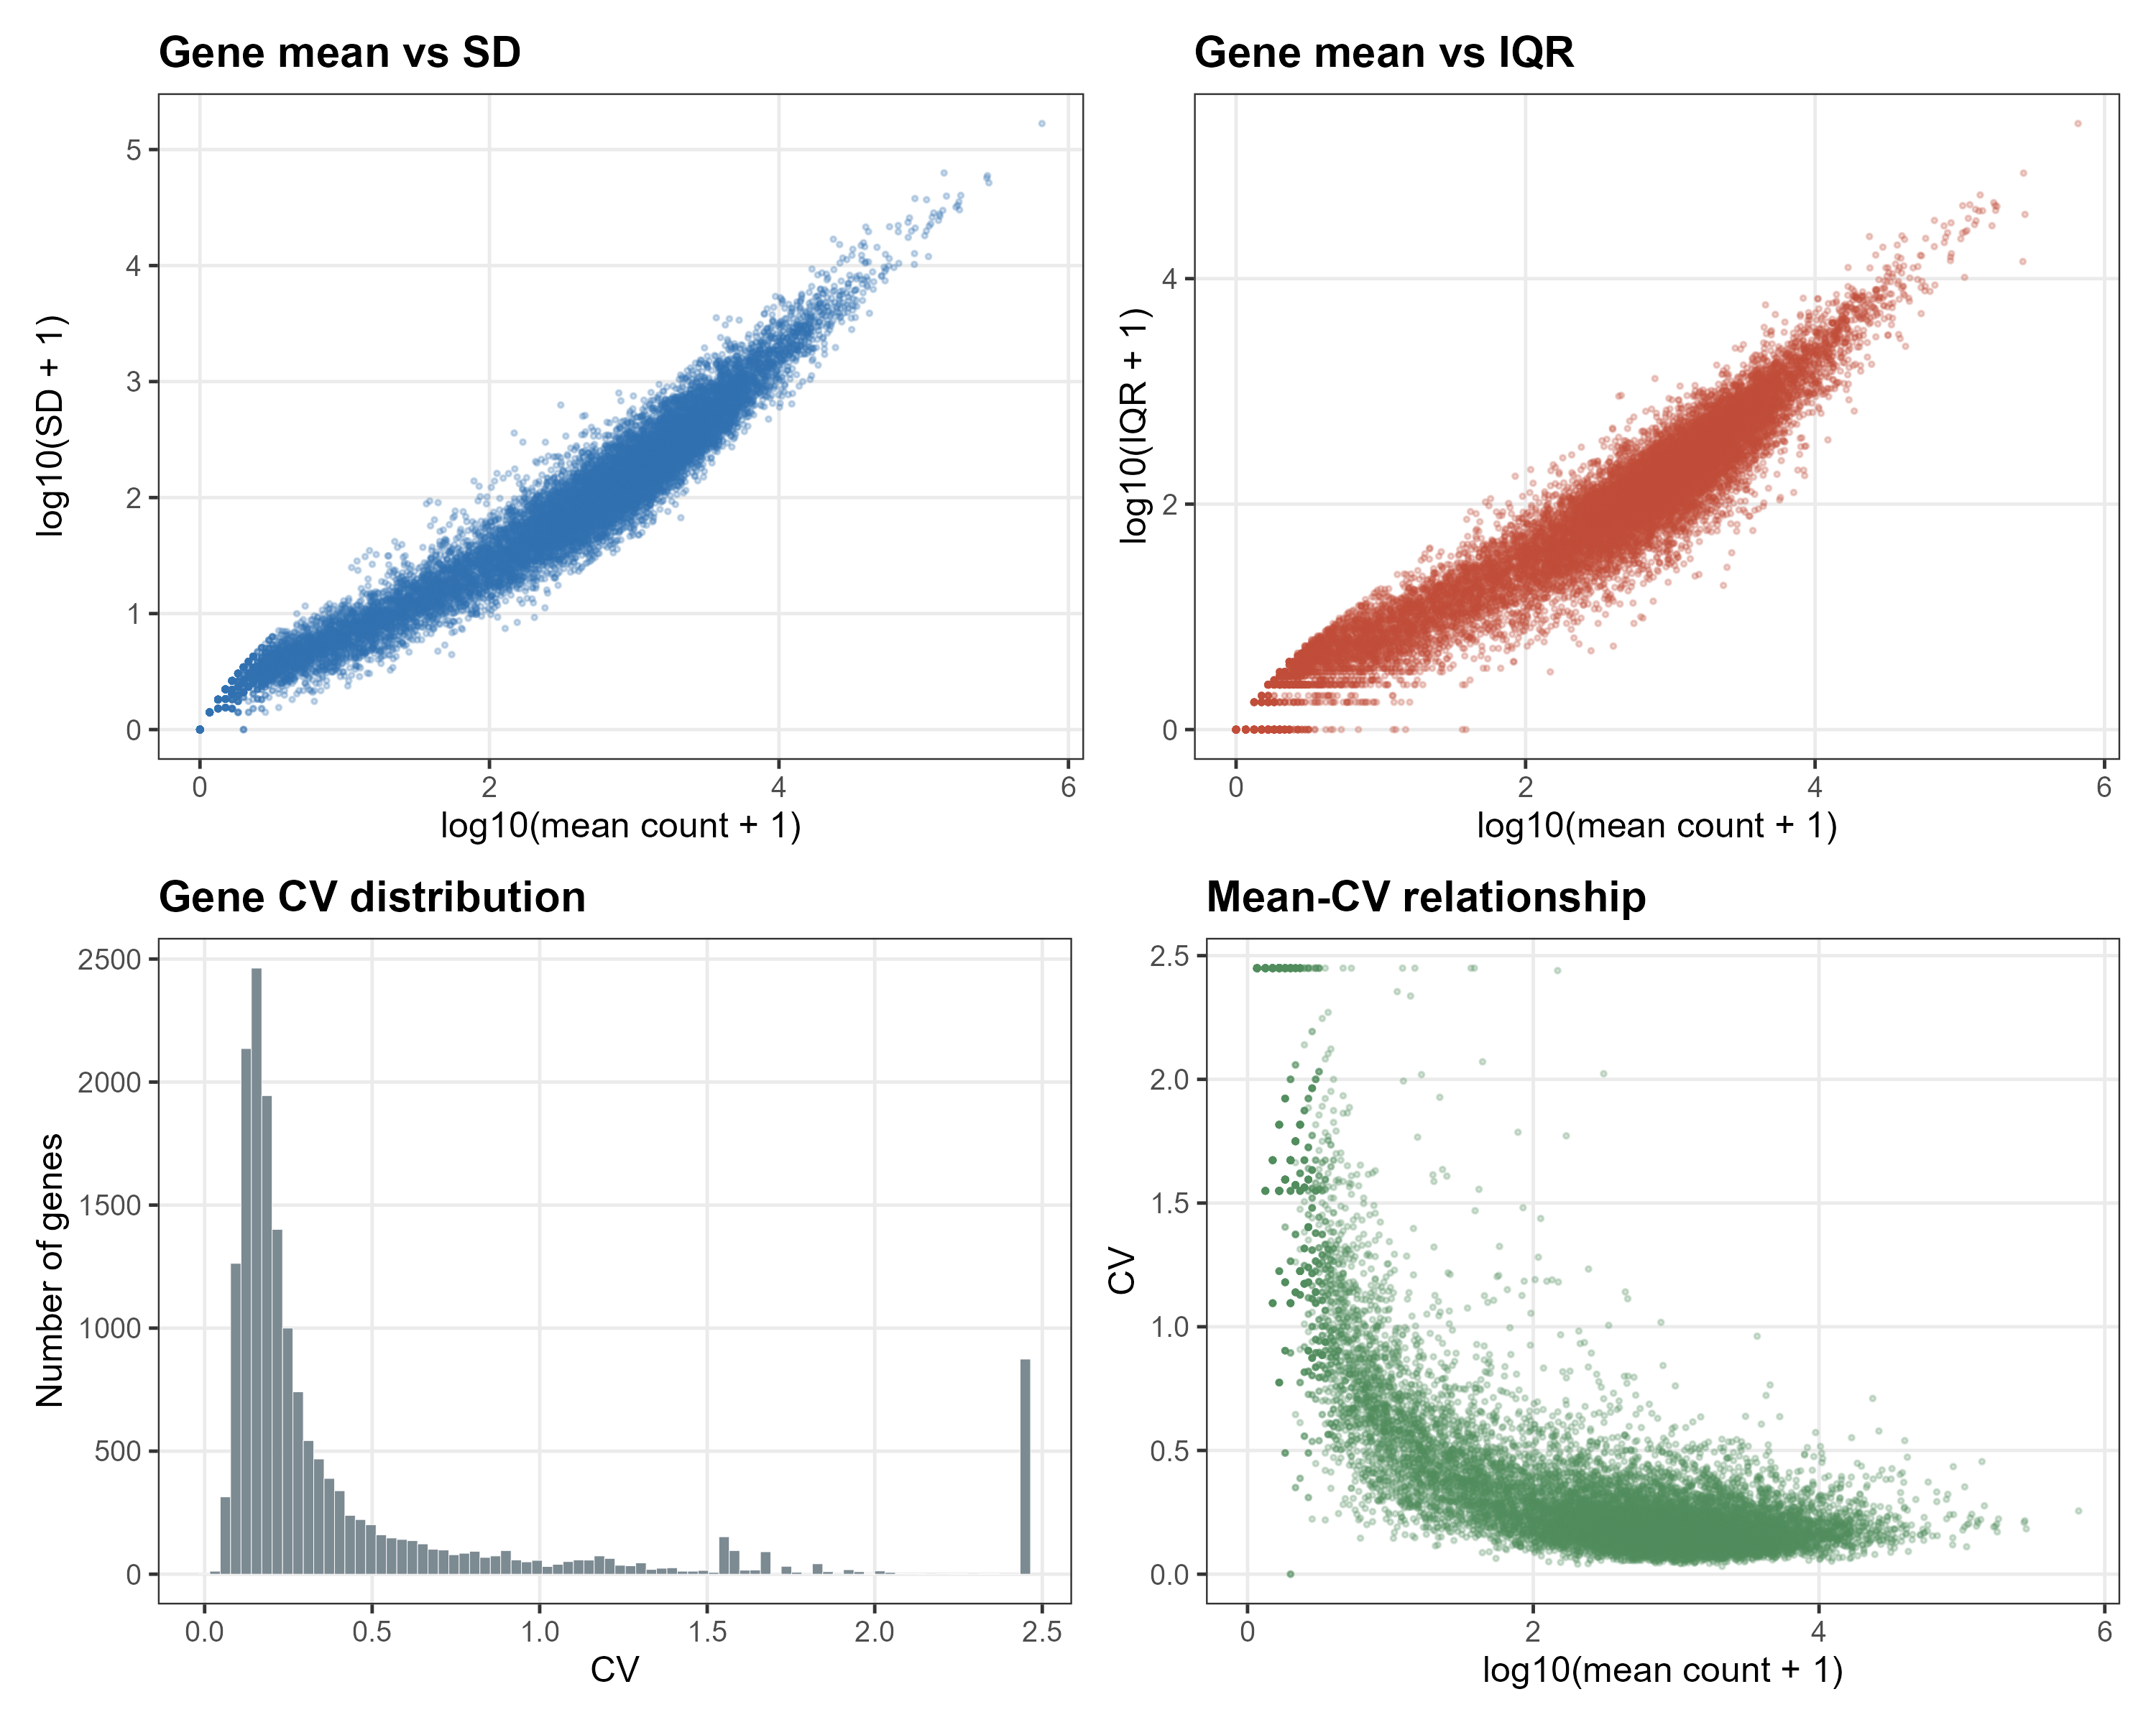 Gene mean vs SD
log10(SD + 1)
5
4
3
2
1
0
0 2 4 6
log10(mean count + 1)
Gene mean vs IQR
log10(IQR + 1)
4
2
0
0 2 4 6
log10(mean count + 1)
Gene CV distribution
Number of genes
2500
2000
1500
1000
500
0
0.0 0.5 1.0 1.5 2.0 2.5
CV
Mean-CV relationship
CV
2.5
2.0
1.5
1.0
0.5
0.0
0 2 4 6
log10(mean count + 1)